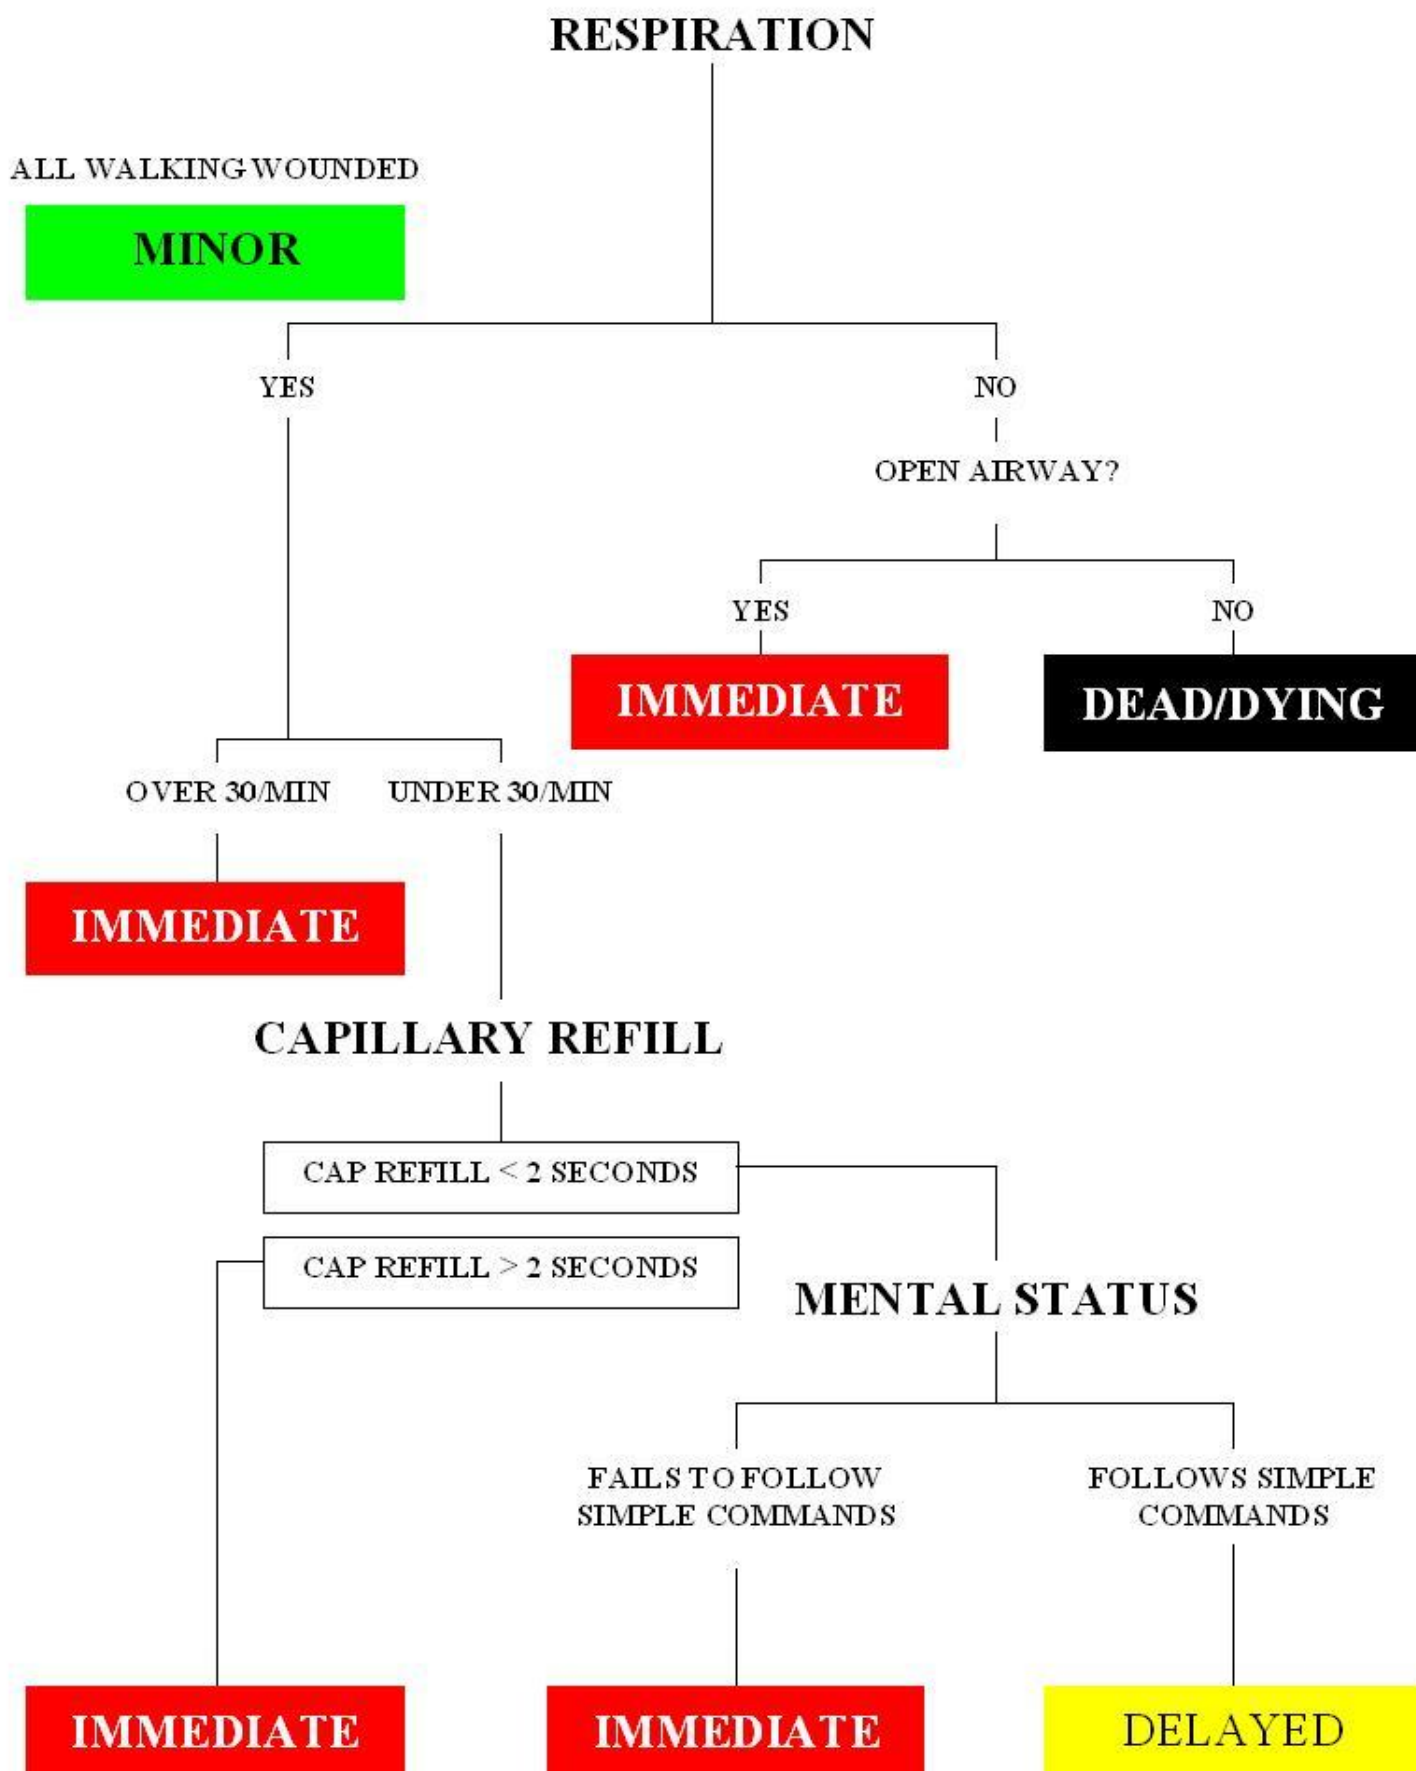 RESPIRATION
ALL WALKING WOUNDED
MINOR
YES
NO
OPEN AIRWAY?
YES
NO
IMMEDIATE
DEAD/DYING
OVER 30/MIN
UNDER 30/MIN
IMMEDIATE
CAPILLARY REFILL
CAP REFILL < 2 SECONDS
CAP REFILL > 2 SECONDS
MENTAL STATUS
FAILS TO FOLLOW
SIMPLE COMMANDS
FOLLOWS SIMPLE
COMMANDS
IMMEDIATE
IMMEDIATE
DELAYED